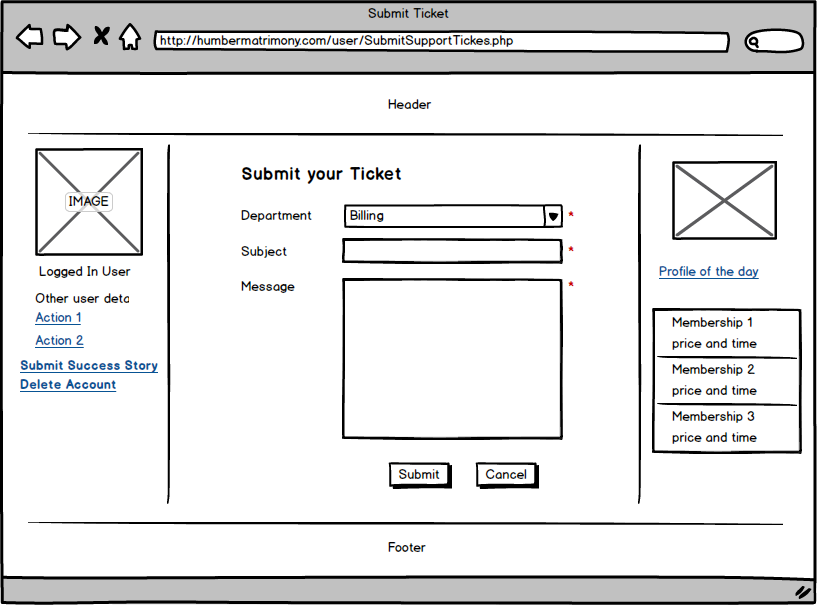 Submit Ticket
http://humbermatrimony.com/user/SubmitSupportTickes.php
Header
IMAGE
Logged In User
Other user deta
Action 1
Action 2
Submit Success Story
Delete Account
Submit your Ticket
Department
Billing
*
Subject
*
Message
*
Submit
Cancel
Profile of the day
Membership 1
price and time
Membership 2
price and time
Membership 3
price and time
Footer